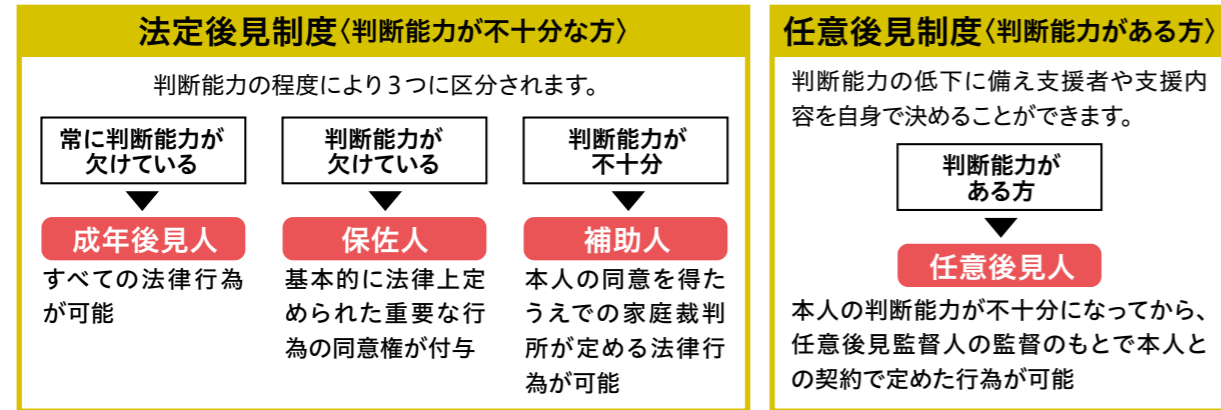 法定後見制度〈判断能力が不十分な方〉
判断能力の程度により3つに区分されます。
常に判断能力が
欠けている
成年後見人
すべての法律行為
が可能
判断能力が
欠けている
保佐人
基本的に法律上定
められた重要な行
為の同意権が付与
判断能力が
不十分
補助人
本人の同意を得た
うえでの家庭裁判
所が定める法律行
為が可能
任意後見制度〈判断能力がある方〉
判断能力の低下に備え支援者や支援内
容を自身で決めることができます。
判断能力が
ある方
任意後見人
本人の判断能力が不十分になってから、
任意後見監督人の監督のもとで本人と
の契約で定めた行為が可能